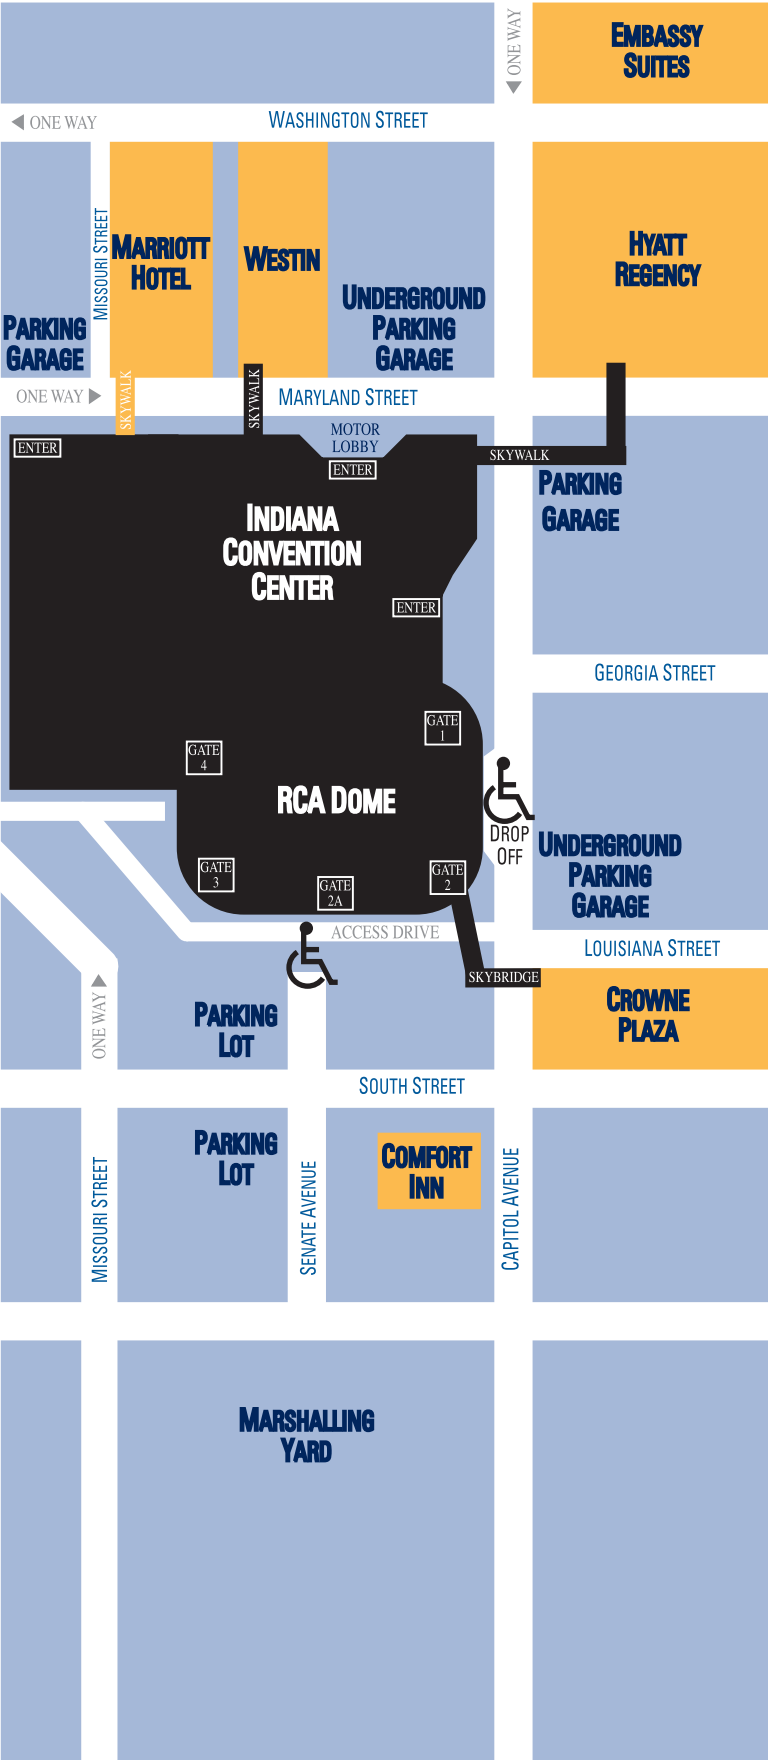 ONE WAY
EMBASSY
SUITES
ONE WAY
WASHINGTON STREET
MISSOURI STREET
MARRIOTT
HOTEL
WESTIN
HYATT
REGENCY
UNDERGROUND
PARKING
GARAGE
PARKING
GARAGE
ONE WAY
SKYWALK
SKYWALK
MARYLAND STREET
MOTOR
LOBBY
ENTER
ENTER
SKYWALK
PARKING
GARAGE
INDIANA
CONVENTION
CENTER
ENTER
GEORGIA STREET
GATE
1
GATE
4
RCA DOME
DROP
OFF
UNDERGROUND
PARKING
GARAGE
GATE
3
GATE
2A
GATE
2
ACCESS DRIVE
LOUISIANA STREET
SKYBRIDGE
CROWNE
PLAZA
ONE WAY
PARKING
LOT
SOUTH STREET
PARKING
LOT
COMFORT
INN
MISSOURI STREET
SENATE AVENUE
CAPITOL AVENUE
MARSHALLING
YARD